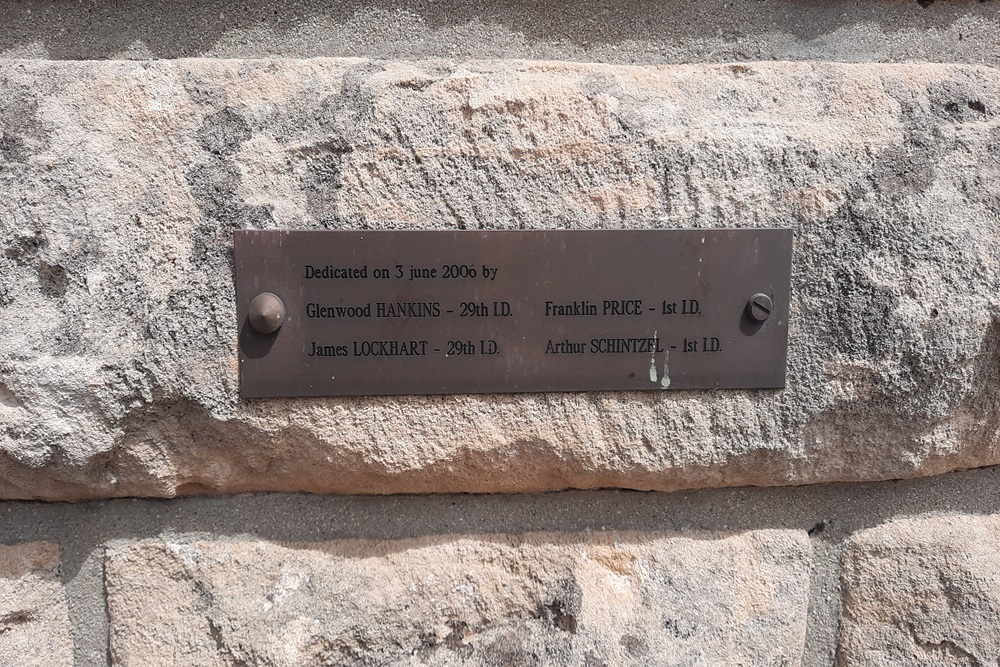 Dedicated on 3 june 2006 by
Glenwood HANKINS - 29th I.D. Franklin PRICE - 1st I.D.
James LOCKHART - 29th I.D. Arthur SCHINTZEL - 1st I.D.